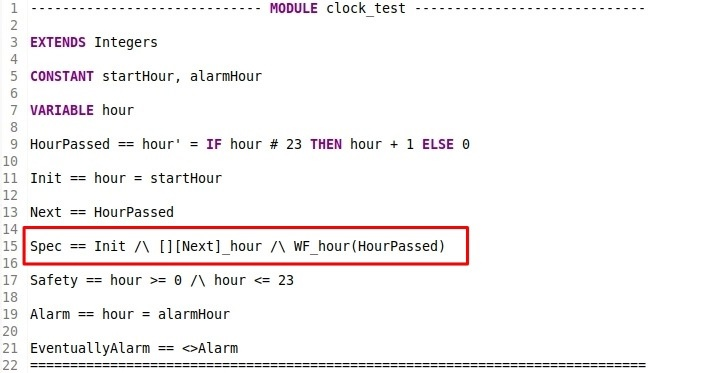 1 ---------------------------- MODULE clock_test ----------------------------
2
3 EXTENDS Integers
4
5 CONSTANT startHour, alarmHour
6
7 VARIABLE hour
8
9 HourPassed == hour' = IF hour # 23 THEN hour + 1 ELSE 0
10
11 Init == hour = startHour
12
13 Next == HourPassed
14
15 Spec == Init /\ [][Next]_hour /\ WF_hour(HourPassed)
16
17 Safety == hour >= 0 /\ hour <= 23
18
19 Alarm == hour = alarmHour
20
21 EventuallyAlarm == <>Alarm
22 =============================================================================